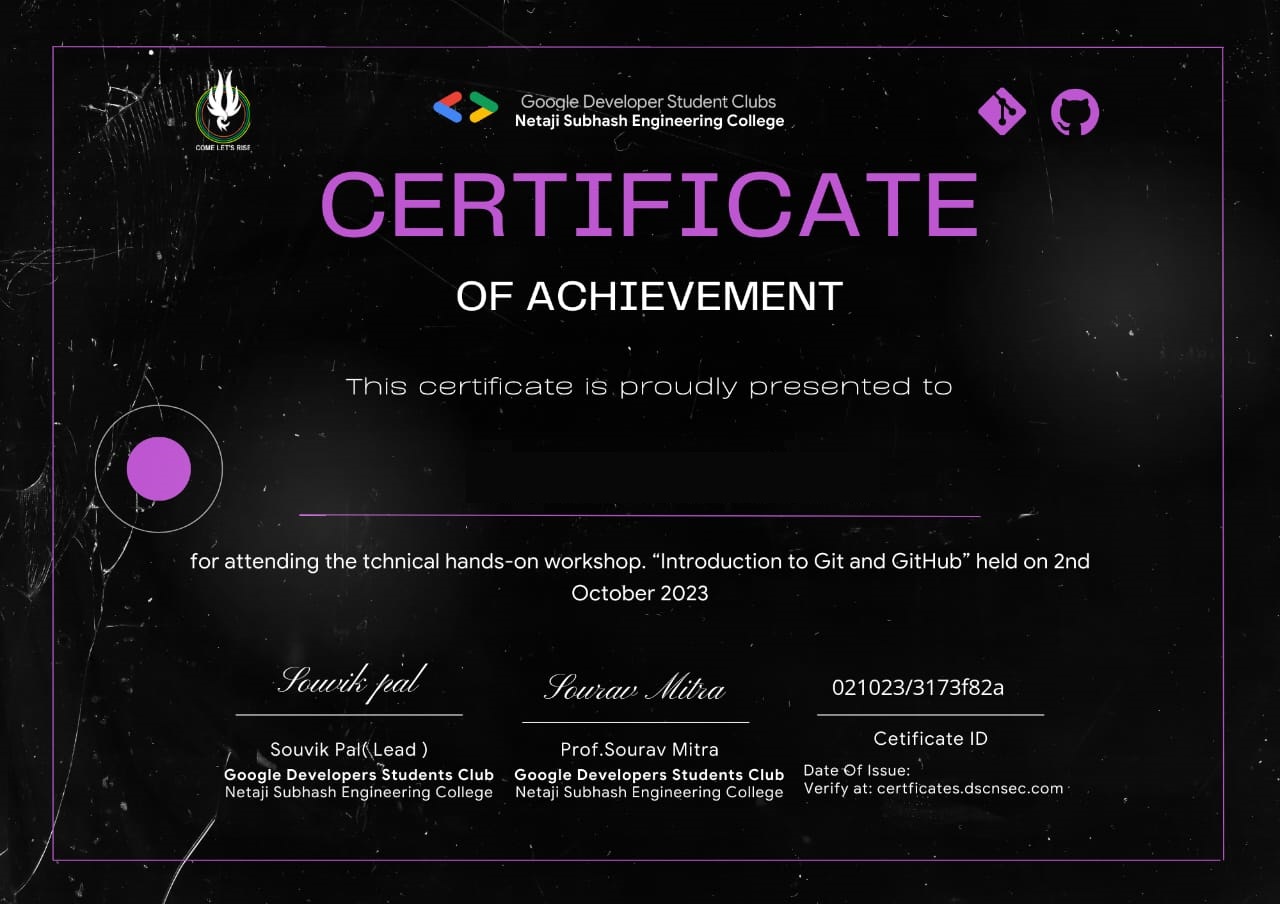 COME LET'S RISE
Google Developer Student Clubs
Netaji Subhash Engineering College
CERTIFICATE
OF ACHIEVEMENT
This certificate is proudly presented to
for attending the tchnical hands-on workshop. “Introduction to Git and GitHub” held on 2nd
October 2023
Souvik pal
Souvik Pal( Lead )
Google Developers Students Club
Netaji Subhash Engineering College
Sourav Mitra
Prof.Sourav Mitra
Google Developers Students Club
Netaji Subhash Engineering College
021023/3173f82a
Cetificate ID
Date Of Issue:
Verify at: certficates.dscnsec.com